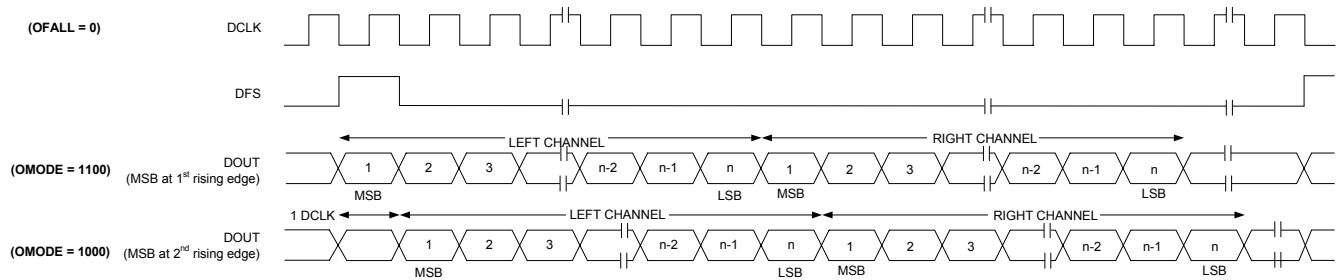 (OFALL = 0) DCLK
DFS
LEFT CHANNEL RIGHT CHANNEL
(OMODE = 1100) DOUT 1 2 3 n-2 n-1 n 1 2 3 n-2 n-1 n
(MSB at 1st rising edge)
MSB LSB MSB LSB
1 DCLK LEFT CHANNEL RIGHT CHANNEL
(OMODE = 1000) DOUT 1 2 3 n-2 n-1 n 1 2 3 n-2 n-1 n
(MSB at 2nd rising edge)
MSB LSB MSB LSB